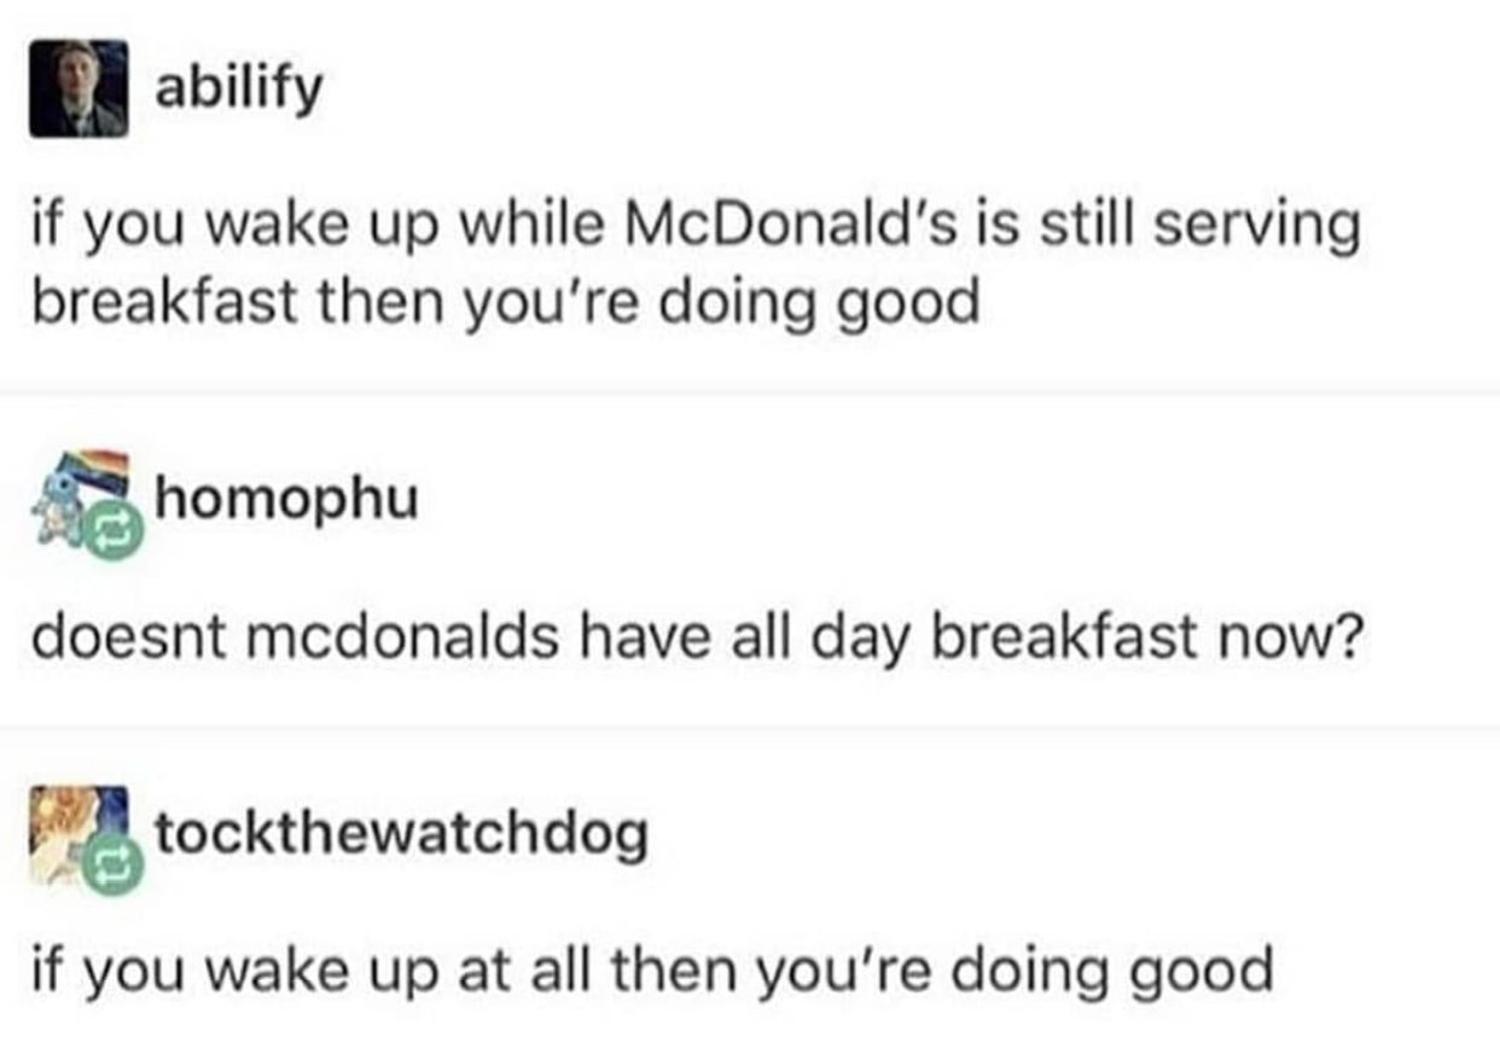 abilify
if you wake up while McDonald's is still serving
breakfast then you're doing good
homophu
doesnt mcdonalds have all day breakfast now?
tockthewatchdog
if you wake up at all then you're doing good